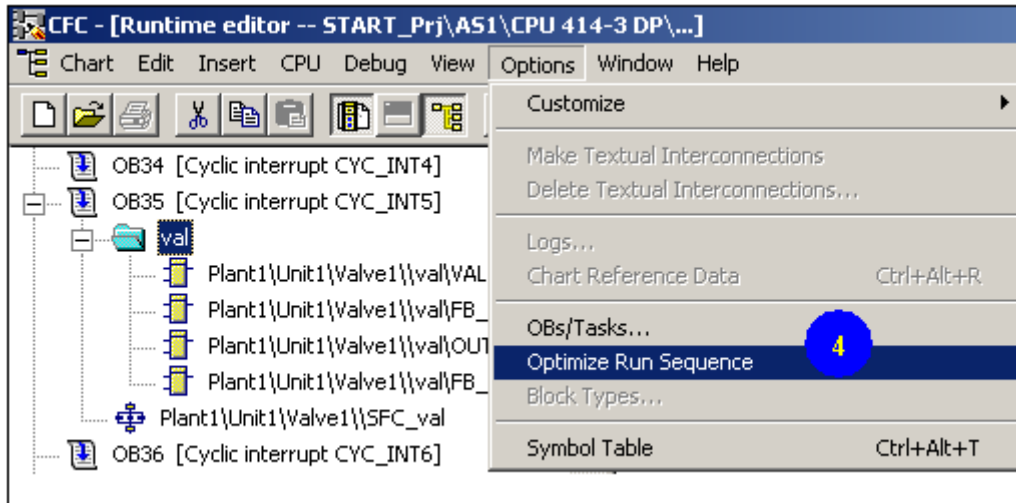 CFC - [Runtime editor -- START_Prj\AS1\CPU 414-3 DP\...]
Chart Edit Insert CPU Debug View Options Window Help
Customize
OB34 [Cyclic interrupt CYC_INT4]
Make Textual Interconnections
Delete Textual Interconnections...
OB35 [Cyclic interrupt CYC_INT5]
val
Logs...
Plant1\Unit1\Valve1\\val\VAL
Chart Reference Data Ctrl+Alt+R
Plant1\Unit1\Valve1\\val\FB_
OBs/Tasks...
4
Plant1\Unit1\Valve1\\val\OUT
Optimize Run Sequence
Plant1\Unit1\Valve1\\val\FB_
Block Types...
Plant1\Unit1\Valve1\\SFC_val
OB36 [Cyclic interrupt CYC_INT6]
Symbol Table Ctrl+Alt+T